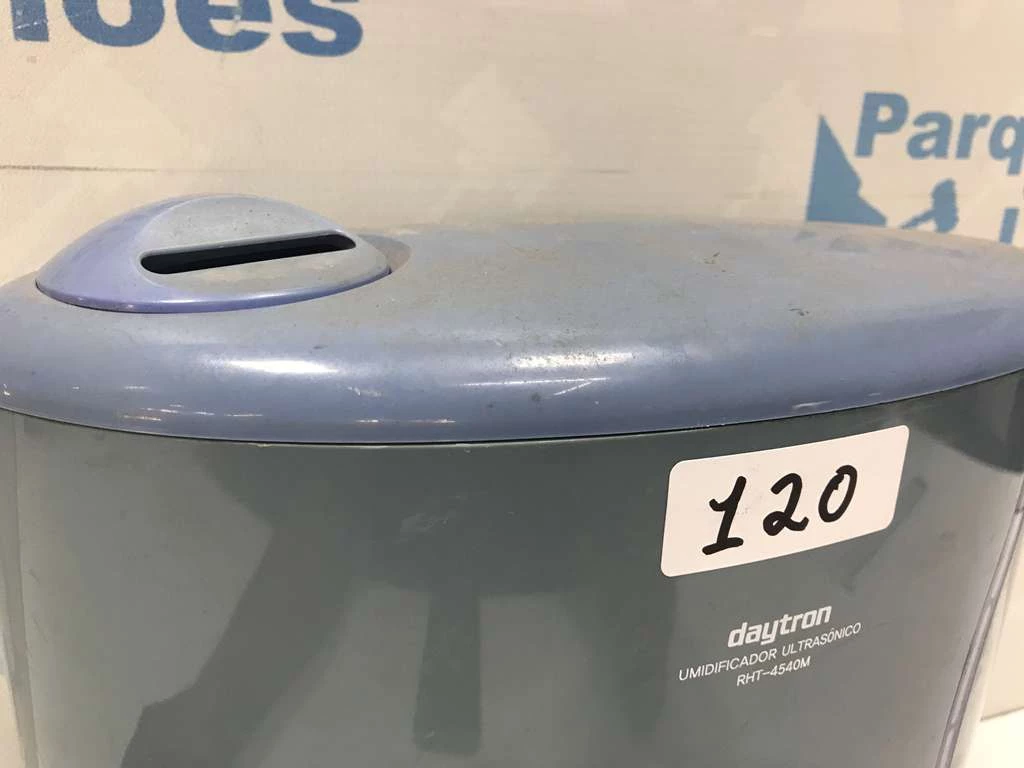 Parq
120
daytron
UMIDIFICADOR ULTRASÔNICO
RHT-4540M